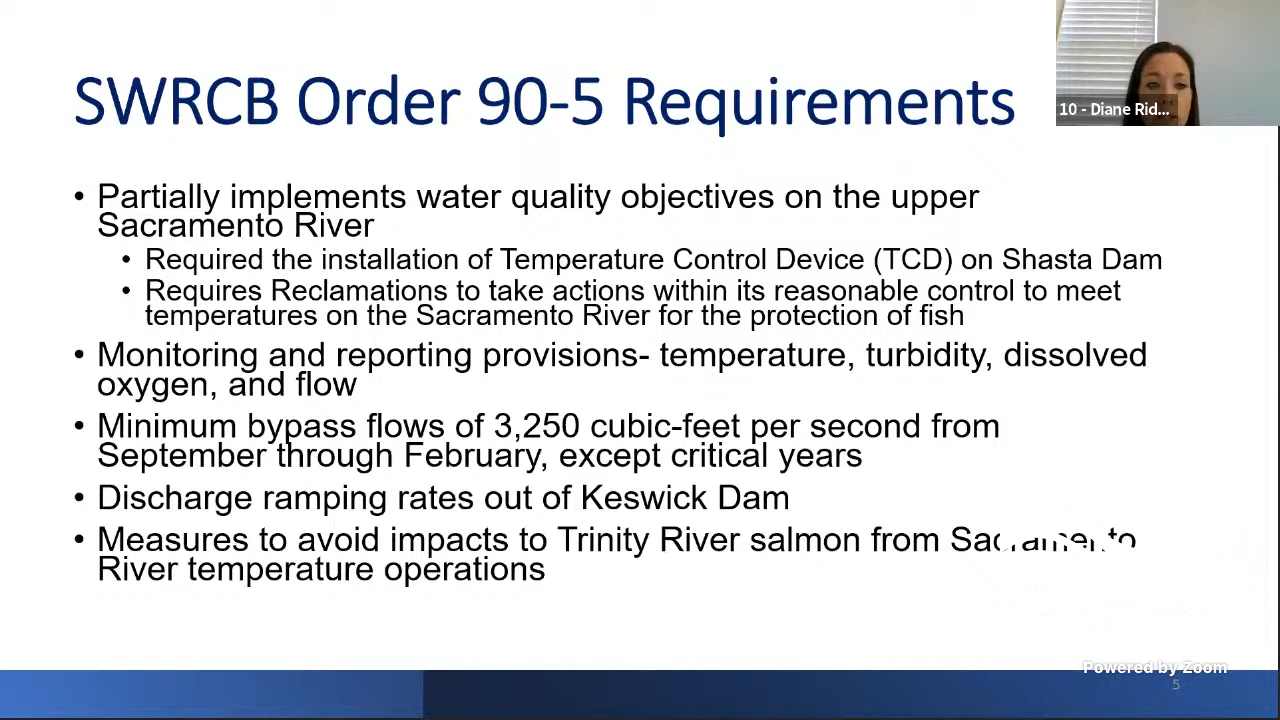 SWRCB Order 90-5 Requirements
10 - Diane Rid...
• Partially implements water quality objectives on the upper
Sacramento River
• Required the installation of Temperature Control Device (TCD) on Shasta Dam
• Requires Reclamations to take actions within its reasonable control to meet
temperatures on the Sacramento River for the protection of fish
• Monitoring and reporting provisions- temperature, turbidity, dissolved
oxygen, and flow
• Minimum bypass flows of 3,250 cubic-feet per second from
September through February, except critical years
• Discharge ramping rates out of Keswick Dam
• Measures to avoid impacts to Trinity River salmon from Sacramento
River temperature operations
Powered by Zoom
5